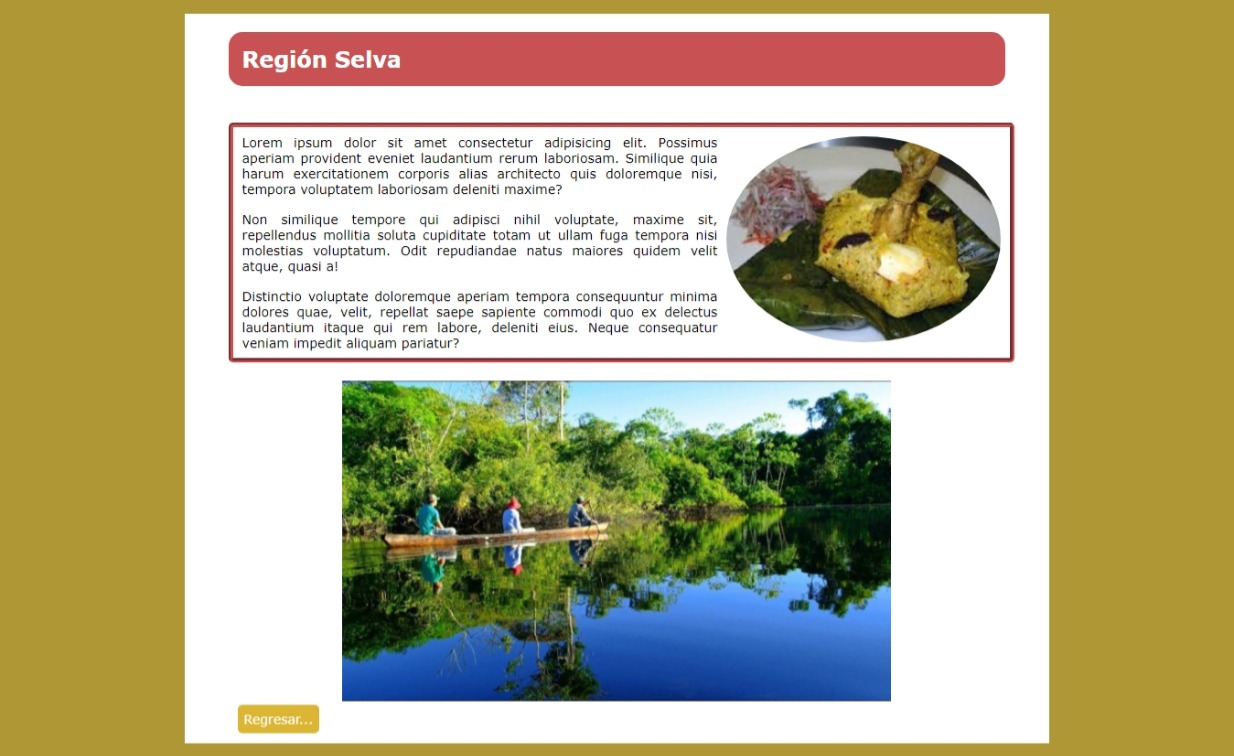 Región Selva
Lorem ipsum dolor sit amet consectetur adipisicing elit. Possimus
aperiam provident eveniet laudantium rerum laboriosam. Similique quia
harum exercitationem corporis alias architecto quis doloremque nisi,
tempora voluptatem laboriosam deleniti maxime?
Non similique tempore qui adipisci nihil voluptate, maxime sit,
repellendus mollitia soluta cupiditate totam ut ullam fuga tempora nisi
molestias voluptatum. Odit repudiandae natus maiores quidem velit
atque, quasi a!
Distinctio voluptate doloremque aperiam tempora consequuntur minima
dolores quae, velit, repellat saepe sapiente commodi quo ex delectus
laudantium itaque qui rem labore, deleniti eius. Neque consequatur
veniam impedit aliquam pariatur?
Regresar...